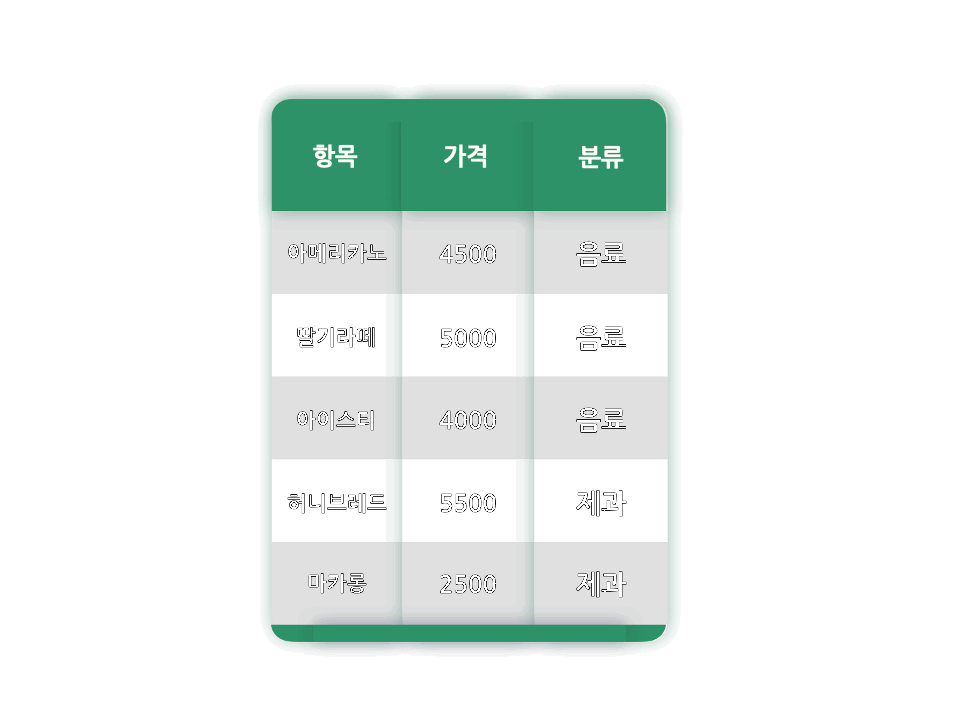 항목 가격 분류
아메리카노 4500 음료
딸기라떼 5000 음료
아이스티 4000 음료
허니브레드 5500 제과
마카롱 2500 제과